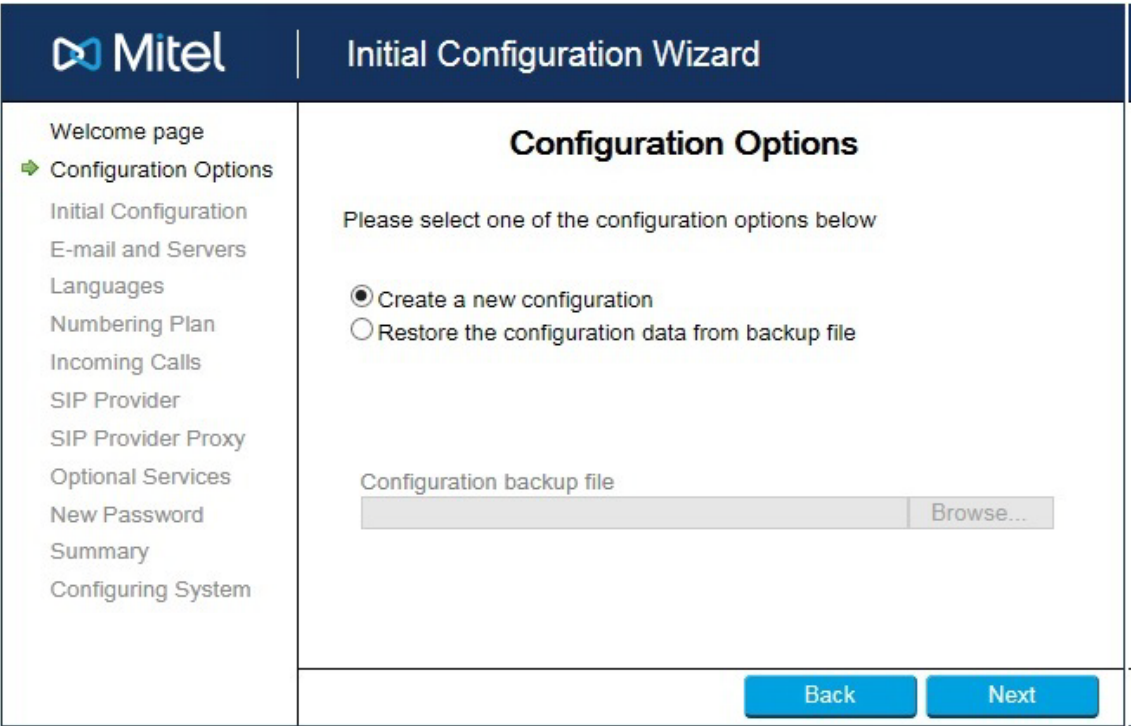 Mitel
Initial Configuration Wizard
Welcome page
Configuration Options
Initial Configuration
E-mail and Servers
Languages
Numbering Plan
Incoming Calls
SIP Provider
SIP Provider Proxy
Optional Services
New Password
Summary
Configuring System
Configuration Options
Please select one of the configuration options below
Create a new configuration
Restore the configuration data from backup file
Configuration backup file
Browse...
Back
Next